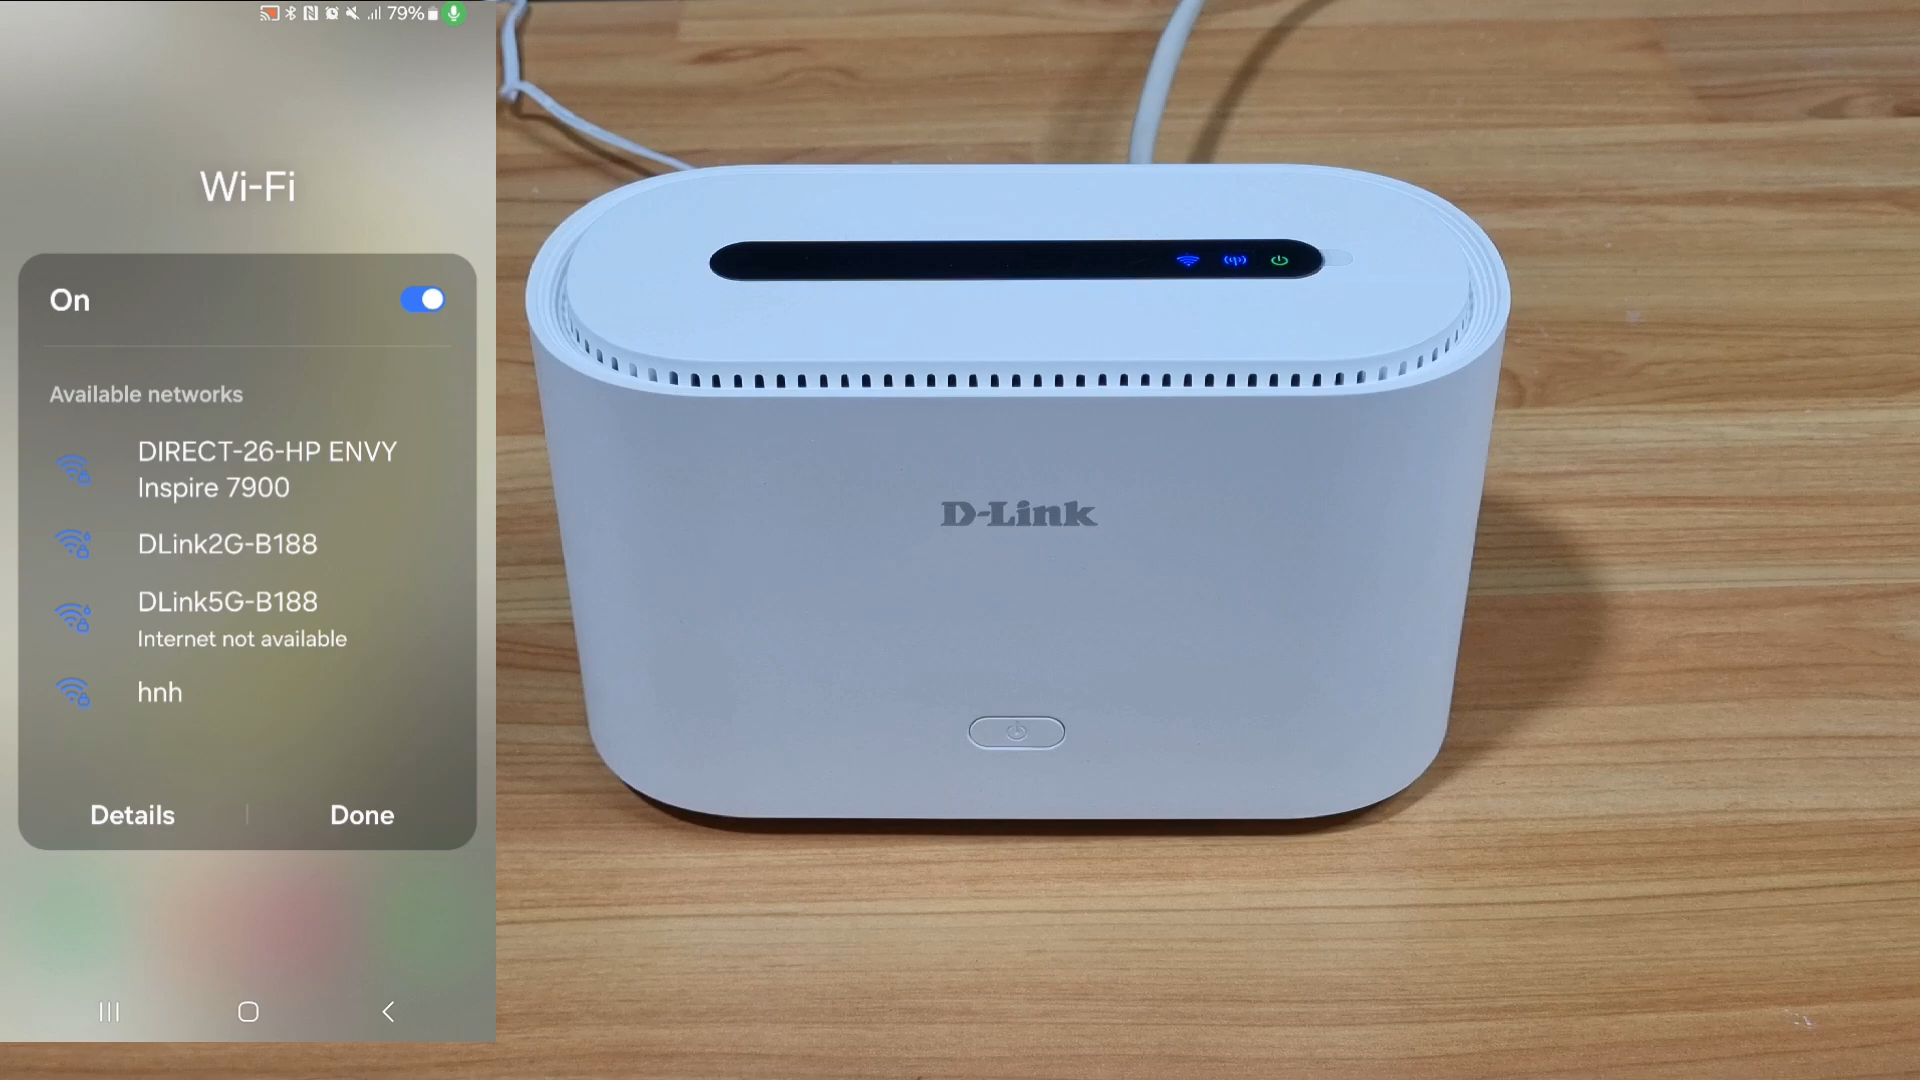 79%
Wi-Fi
On
Available networks
DIRECT-26-HP ENVY
Inspire 7900
DLink2G-B188
DLink5G-B188
Internet not available
hnh
Details
Done
D-Link